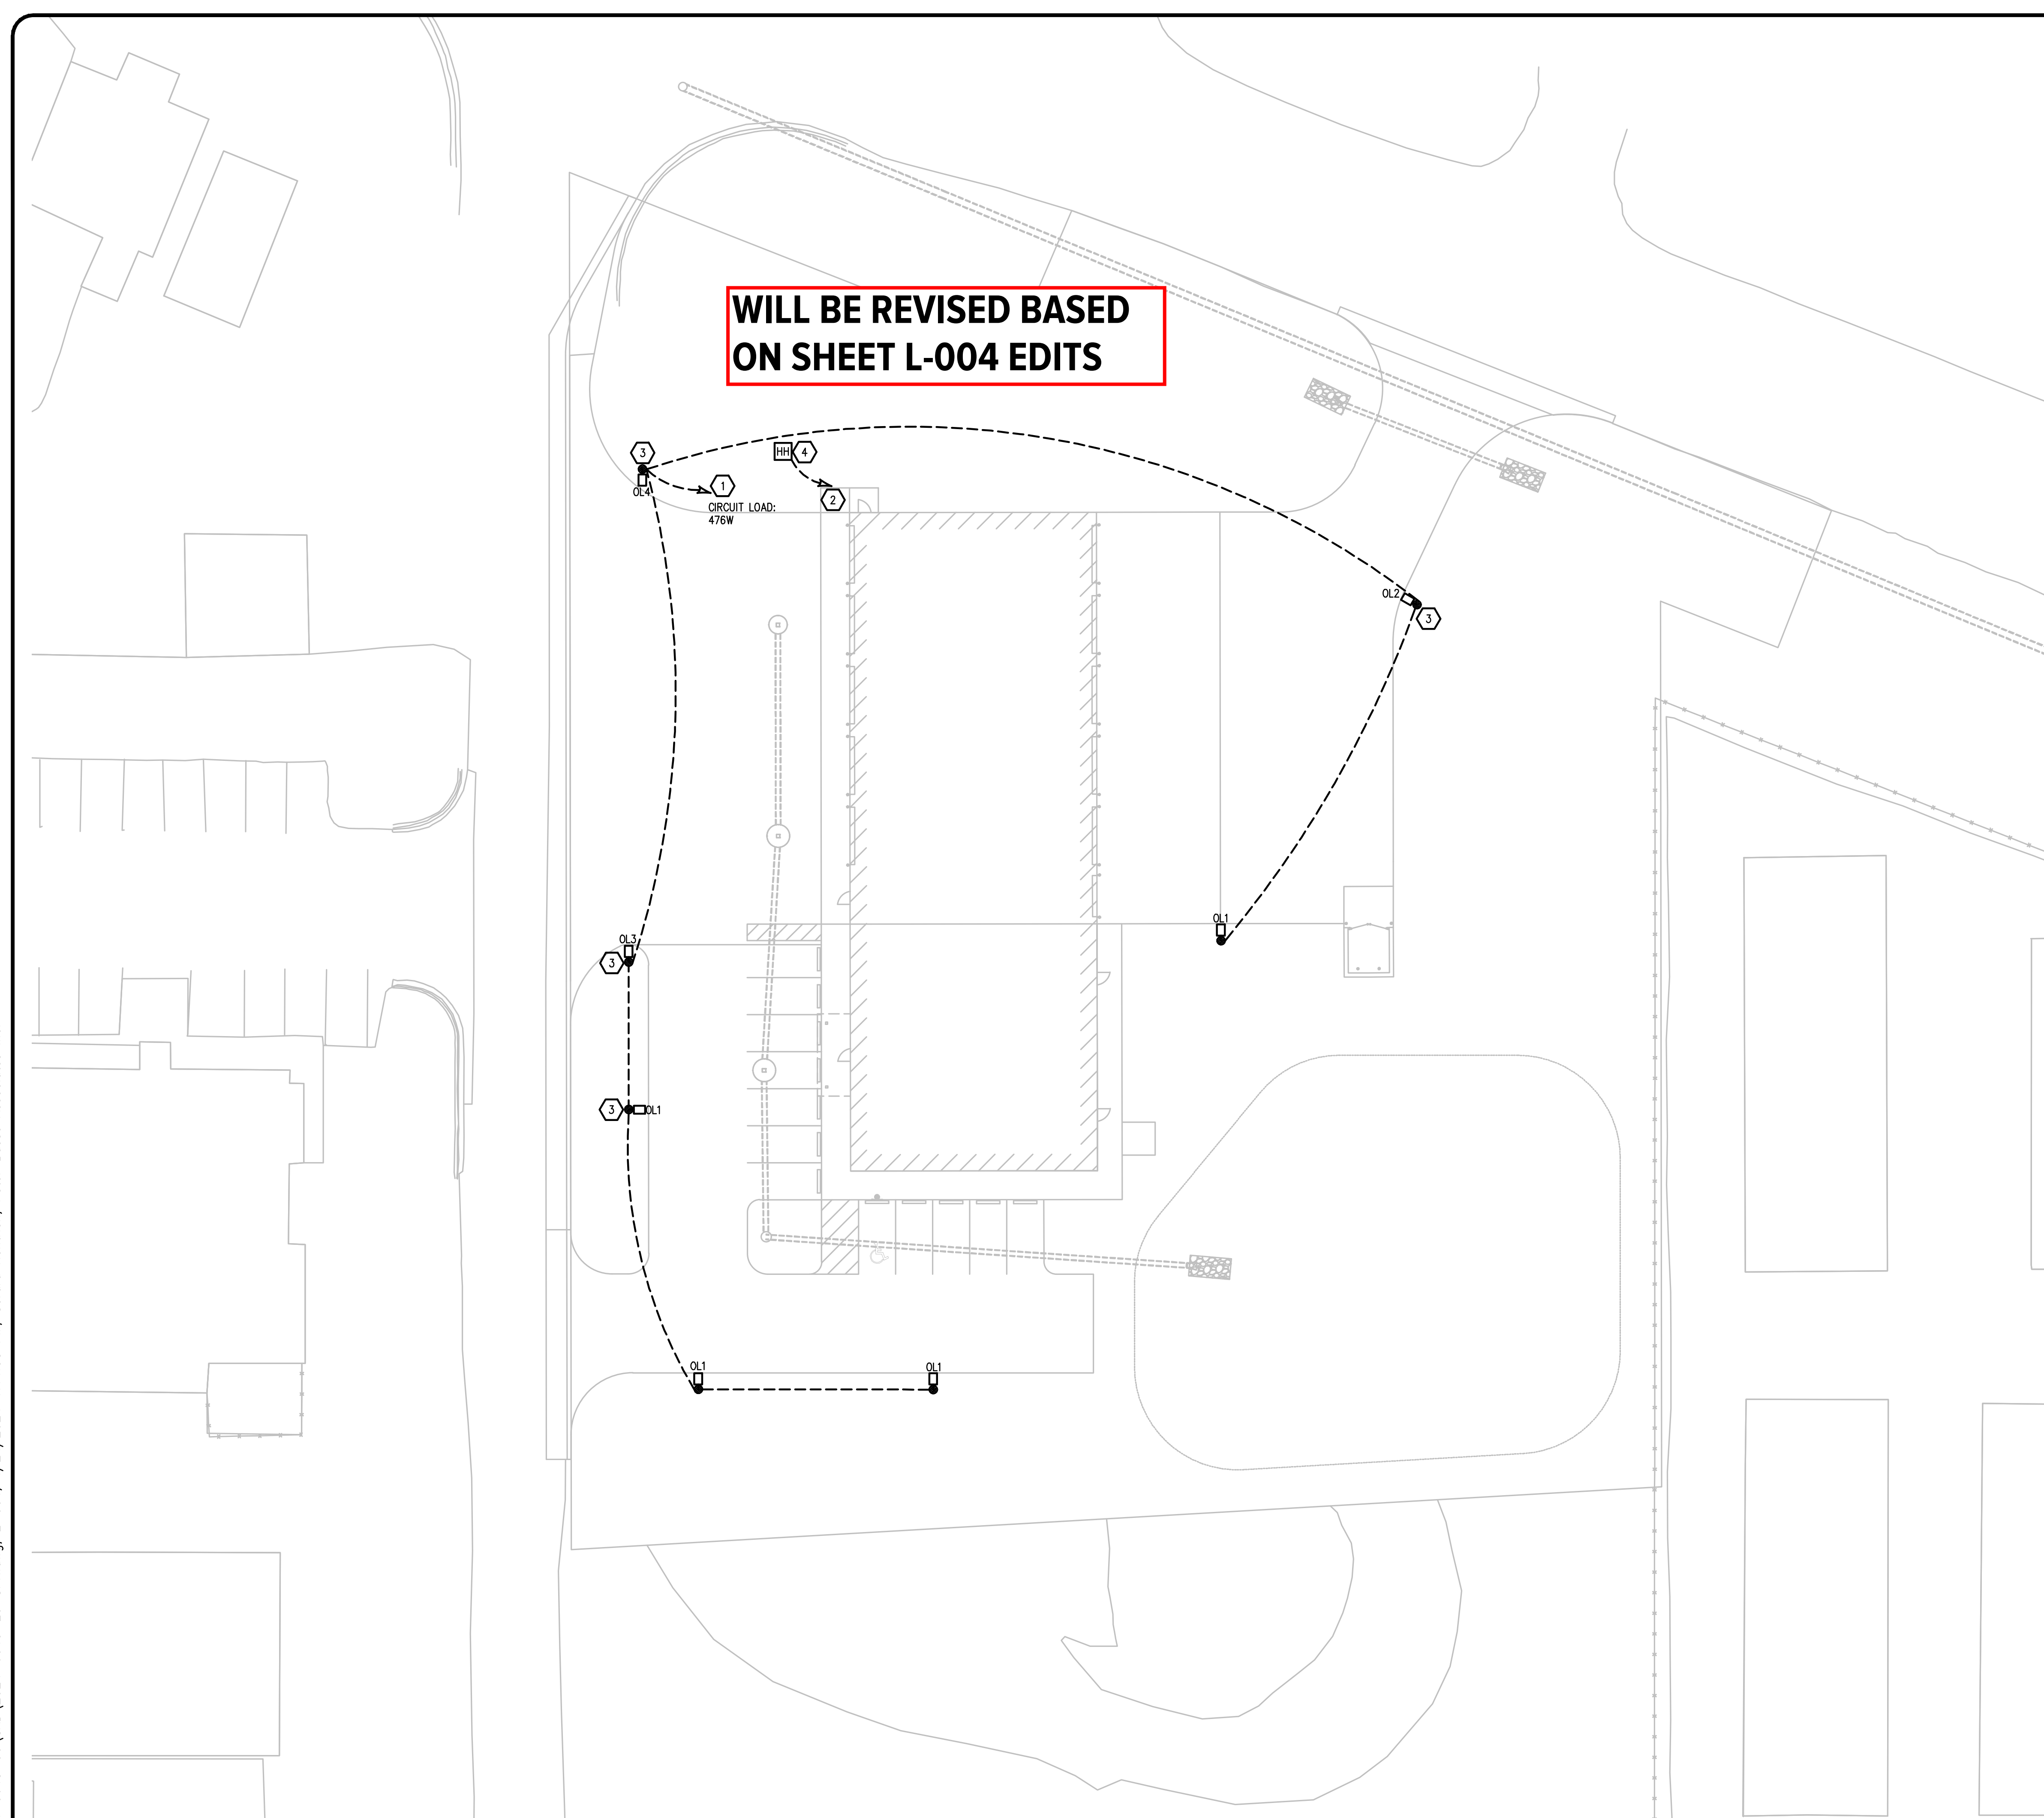 WILL BE REVISED BASED
ON SHEET L-004 EDITS
3
HH
4
OL4
1
2
CIRCUIT LOAD:
476W
OL2
3
OL1
OL3
3
3
OL1
OL1
OL1